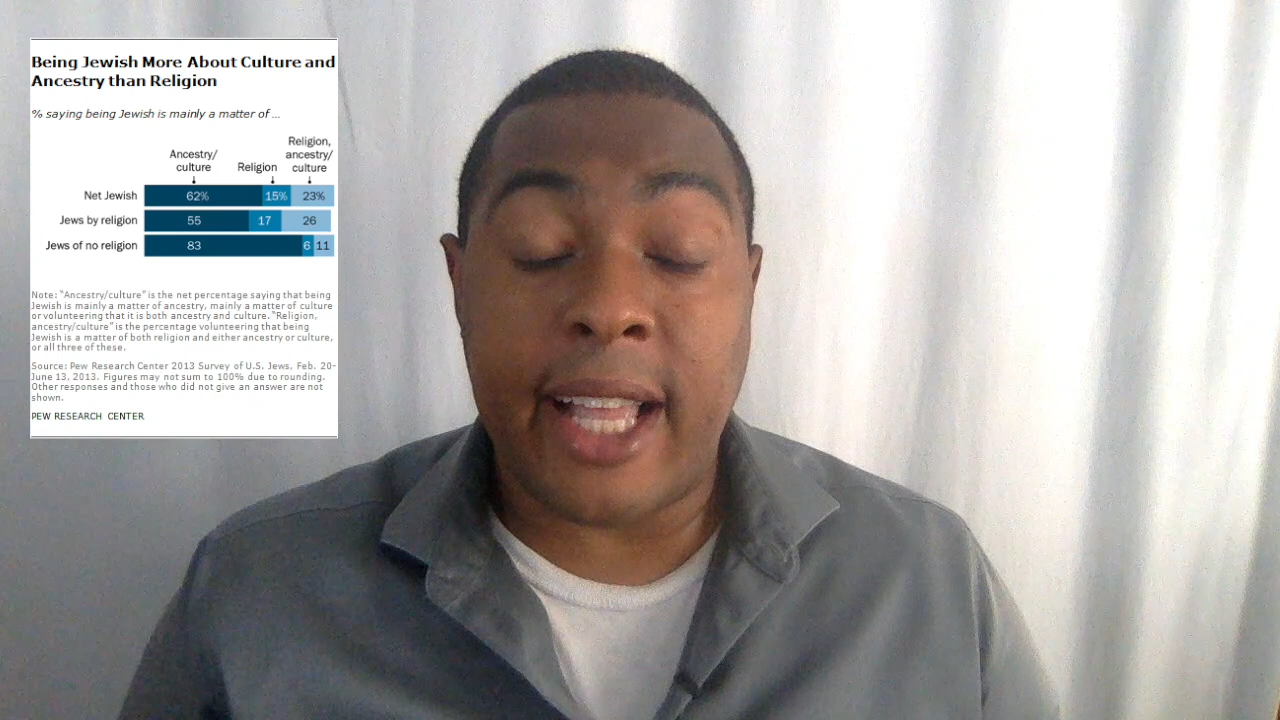 Being Jewish More About Culture and
Ancestry than Religion
% saying being Jewish is mainly a matter of ...
Ancestry/
culture
Religion
Religion,
ancestry/
culture
Net Jewish 62% 15% 23%
Jews by religion 55 17 26
Jews of no religion 83 6 11
Note: "Ancestry/culture" is the net percentage saying that being
Jewish is mainly a matter of ancestry, mainly a matter of culture
or volunteering that it is both ancestry and culture. "Religion,
ancestry/culture" is the percentage volunteering that being
Jewish is a matter of both religion and either ancestry or culture,
or all three of these.
Source: Pew Research Center 2013 Survey of U.S. Jews, Feb. 20-
June 13, 2013. Figures may not sum to 100% due to rounding.
Other responses and those who did not give an answer are not
shown.
PEW RESEARCH CENTER